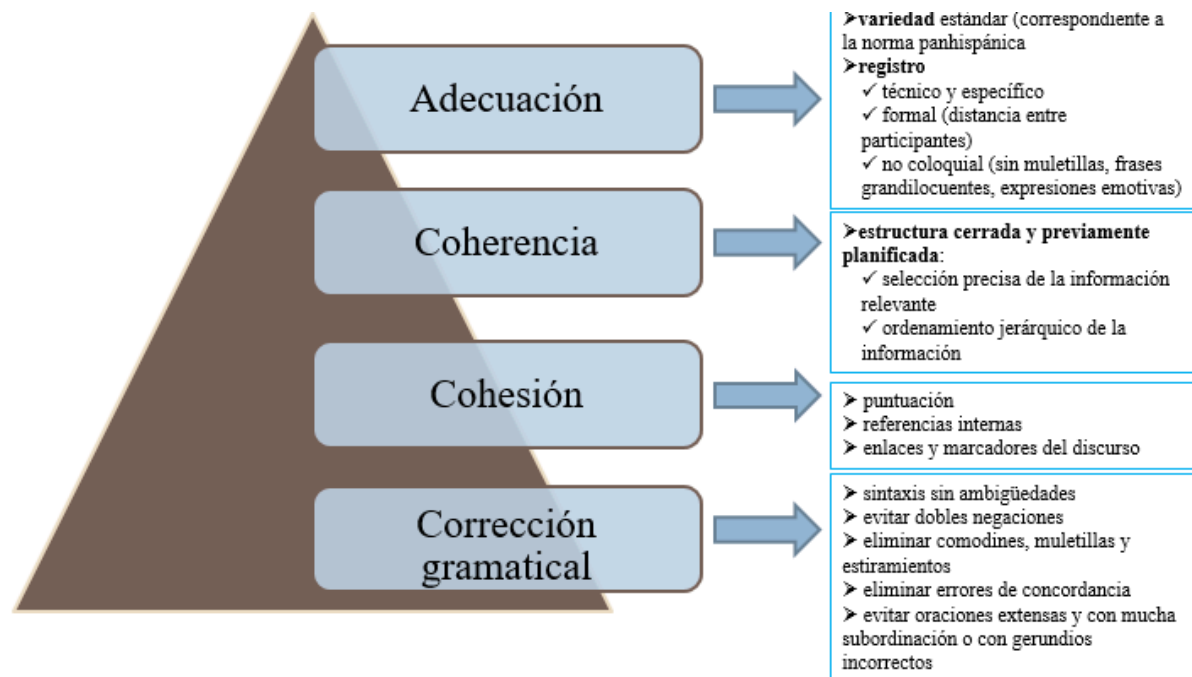 Adecuación
➢variedad estándar (correspondiente a
la norma panhispánica
➢registro
✓ técnico y específico
✓ formal (distancia entre
participantes)
✓ no coloquial (sin muletillas, frases
grandilocuentes, expresiones emotivas)
Coherencia
➢estructura cerrada y previamente
planificada:
✓ selección precisa de la información
relevante
✓ ordenamiento jerárquico de la
información
Cohesión
➢ puntuación
➢ referencias internas
➢ enlaces y marcadores del discurso
Corrección
gramatical
➢ sintaxis sin ambigüedades
➢ evitar dobles negaciones
➢ eliminar comodines, muletillas y
estiramientos
➢ eliminar errores de concordancia
➢ evitar oraciones extensas y con mucha
subordinación o con gerundios
incorrectos